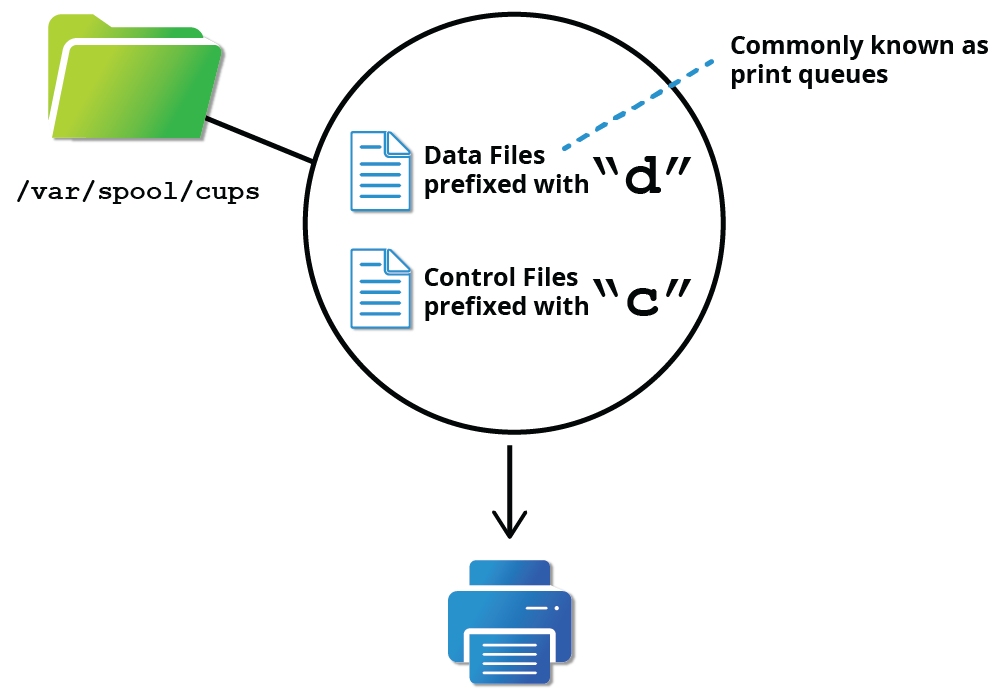 Commonly known as
print queues
Data Files
prefixed with “d”
/var/spool/cups
Control Files
prefixed with “c”